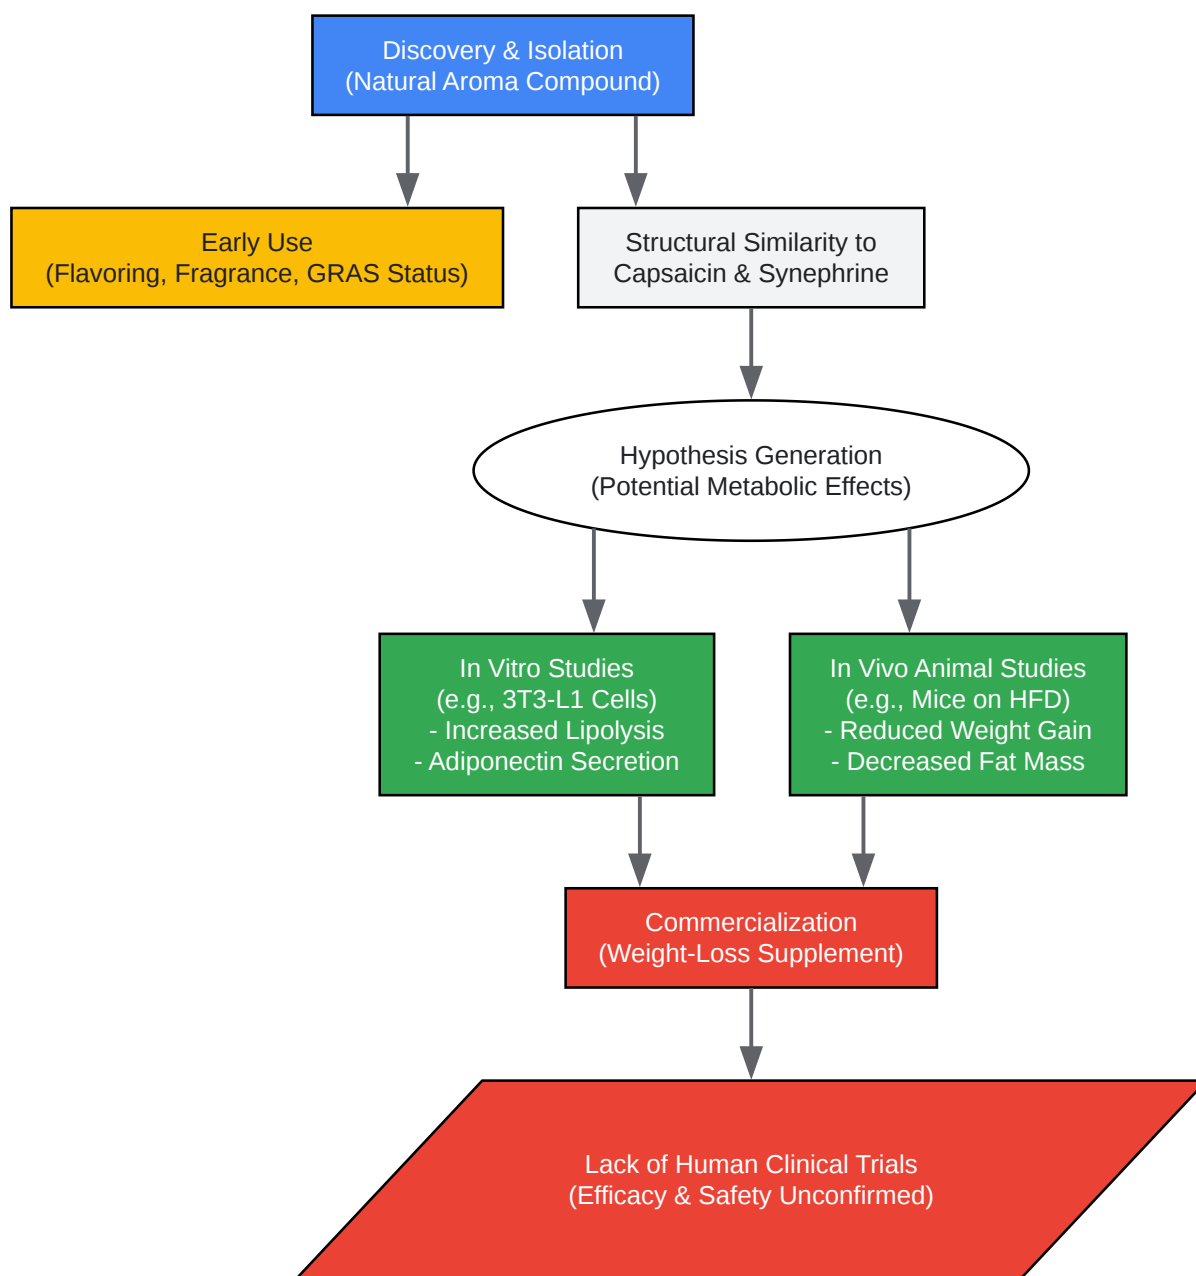 Discovery & Isolation
(Natural Aroma Compound)
Early Use
(Flavoring, Fragrance, GRAS Status)
Structural Similarity to
Capsaicin & Synephrine
Hypothesis Generation
(Potential Metabolic Effects)
In Vitro Studies
(e.g., 3T3-L1 Cells)
- Increased Lipolysis
- Adiponectin Secretion
In Vivo Animal Studies
(e.g., Mice on HFD)
- Reduced Weight Gain
- Decreased Fat Mass
Commercialization
(Weight-Loss Supplement)
Lack of Human Clinical Trials
(Efficacy & Safety Unconfirmed)